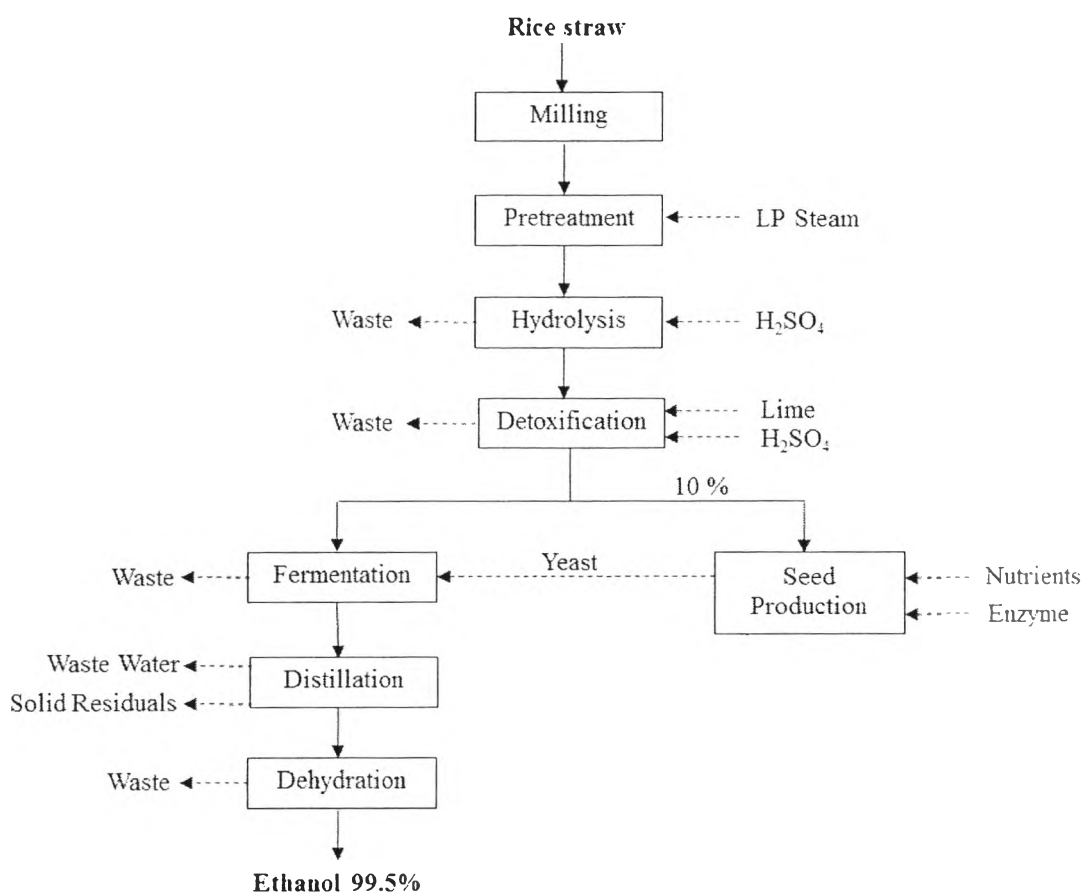 Rice straw
Milling
Pretreatment
LP Steam
Waste
Hydrolysis
H₂SO₄
Waste
Detoxification
Lime
H₂SO₄
10 %
Waste
Fermentation
Yeast
Seed
Production
Nutrients
Enzyme
Waste Water
Solid Residuals
Distillation
Waste
Dehydration
Ethanol 99.5%